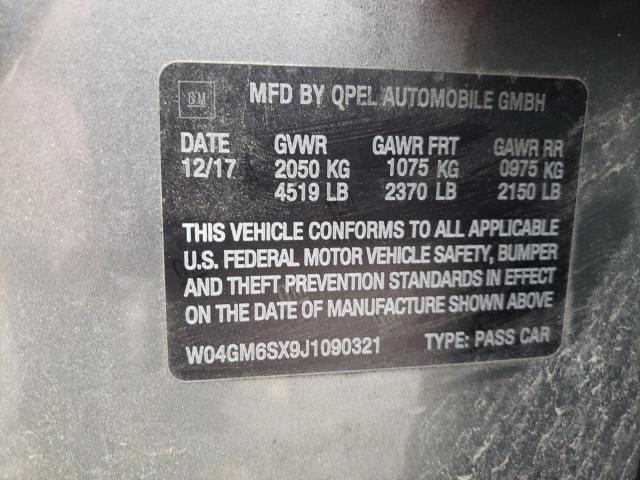 GM MFD BY OPEL AUTOMOBILE GMBH
DATE GVWR GAWR FRT GAWR RR
12/17 2050 KG 1075 KG 0975 KG
4519 LB 2370 LB 2150 LB
THIS VEHICLE CONFORMS TO ALL APPLICABLE
U.S. FEDERAL MOTOR VEHICLE SAFETY, BUMPER
AND THEFT PREVENTION STANDARDS IN EFFECT
ON THE DATE OF MANUFACTURE SHOWN ABOVE
W04GM6SX9J1090321 TYPE: PASS CAR